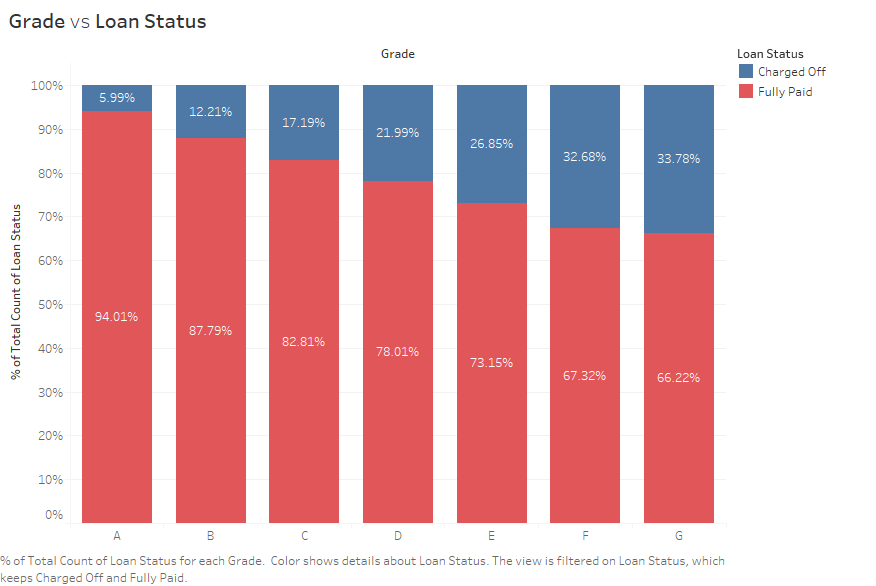 Grade vs Loan Status
Grade
Loan Status
Charged Off
Fully Paid
% of Total Count of Loan Status
100%
90%
80%
70%
60%
50%
40%
30%
20%
10%
0%
5.99%
12.21%
17.19%
21.99%
26.85%
32.68%
33.78%
94.01%
87.79%
82.81%
78.01%
73.15%
67.32%
66.22%
A
B
C
D
E
F
G
% of Total Count of Loan Status for each Grade. Color shows details about Loan Status. The view is filtered on Loan Status, which
keeps Charged Off and Fully Paid.